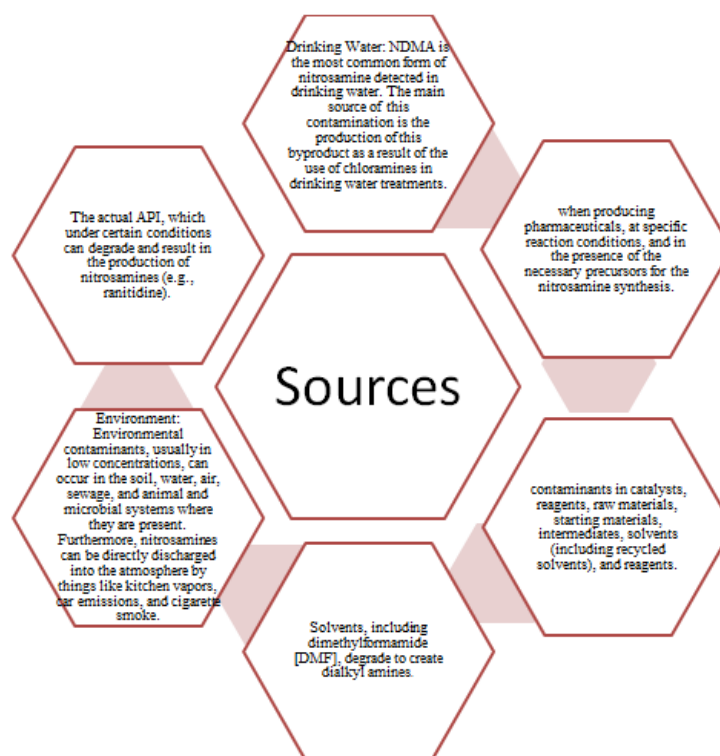 Drinking Water: NDMA is
the most common form of
nitrosamine detected in
drinking water. The main
source of this
contamination is the
production of this
byproduct as a result of the
use of chloramines in
drinking water treatments.
when producing
pharmaceuticals, at specific
reaction conditions, and in
the presence of the
necessary precursors for the
nitrosamine synthesis.
contaminants in catalysts,
reagents, raw materials,
starting materials,
intermediates, solvents
(including recycled
solvents), and reagents.
Solvents, including
dimethylformamide
[DMF], degrade to create
dialkyl amines.
Environment:
Environmental
contaminants, usually in
low concentrations, can
occur in the soil, water, air,
sewage, and animal and
microbial systems where
they are present.
Furthermore, nitrosamines
can be directly discharged
into the atmosphere by
things like kitchen vapors,
car emissions, and cigarette
smoke.
The actual API, which
under certain conditions
can degrade and result in
the production of
nitrosamines (e.g.,
ranitidine).
Sources